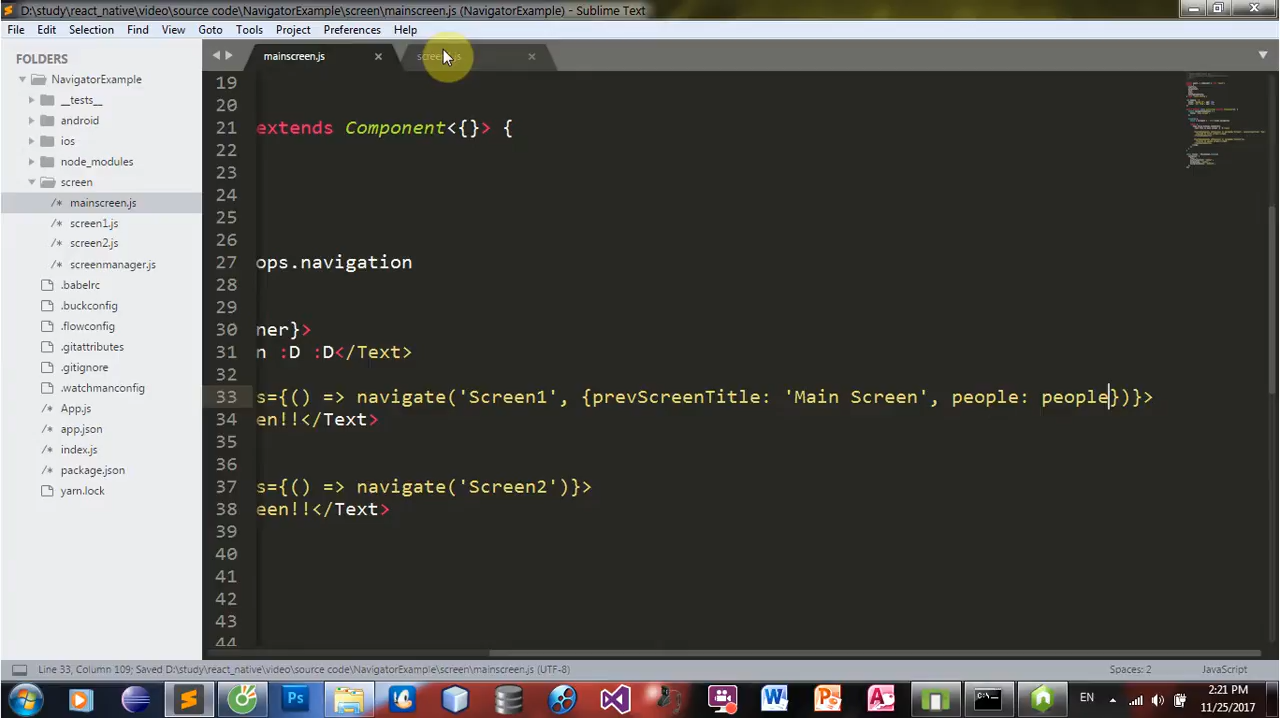 D:\study\react_native\video\source code\NavigatorExample\screen\mainscreen.js (NavigatorExample) - Sublime Text
File Edit Selection Find View Goto Tools Project Preferences Help
FOLDERS
NavigatorExample
__tests__
android
ios
node_modules
screen
/* mainscreen.js
/* screen1.js
/* screen2.js
/* screenmanager.js
.babelrc
.buckconfig
.flowconfig
.gitattributes
.gitignore
.watchmanconfig
/* App.js
/* app.json
/* index.js
/* package.json
yarn.lock
mainscreen.js
19
20
21 extends Component<{}> {
22
23
24
25
26
27 ops.navigation
28
29
30 ner}>
31 n :D :D</Text>
32
33 s={() => navigate('Screen1', {prevScreenTitle: 'Main Screen', people: people})}>
34 en!!</Text>
35
36
37 s={() => navigate('Screen2')}>
38 een!!</Text>
39
40
41
42
43
44
Line 33, Column 109; Saved D:\study\react_native\video\source code\NavigatorExample\screen\mainscreen.js (UTF-8)
Spaces: 2
JavaScript
Ps
EN
2:21 PM
11/25/2017